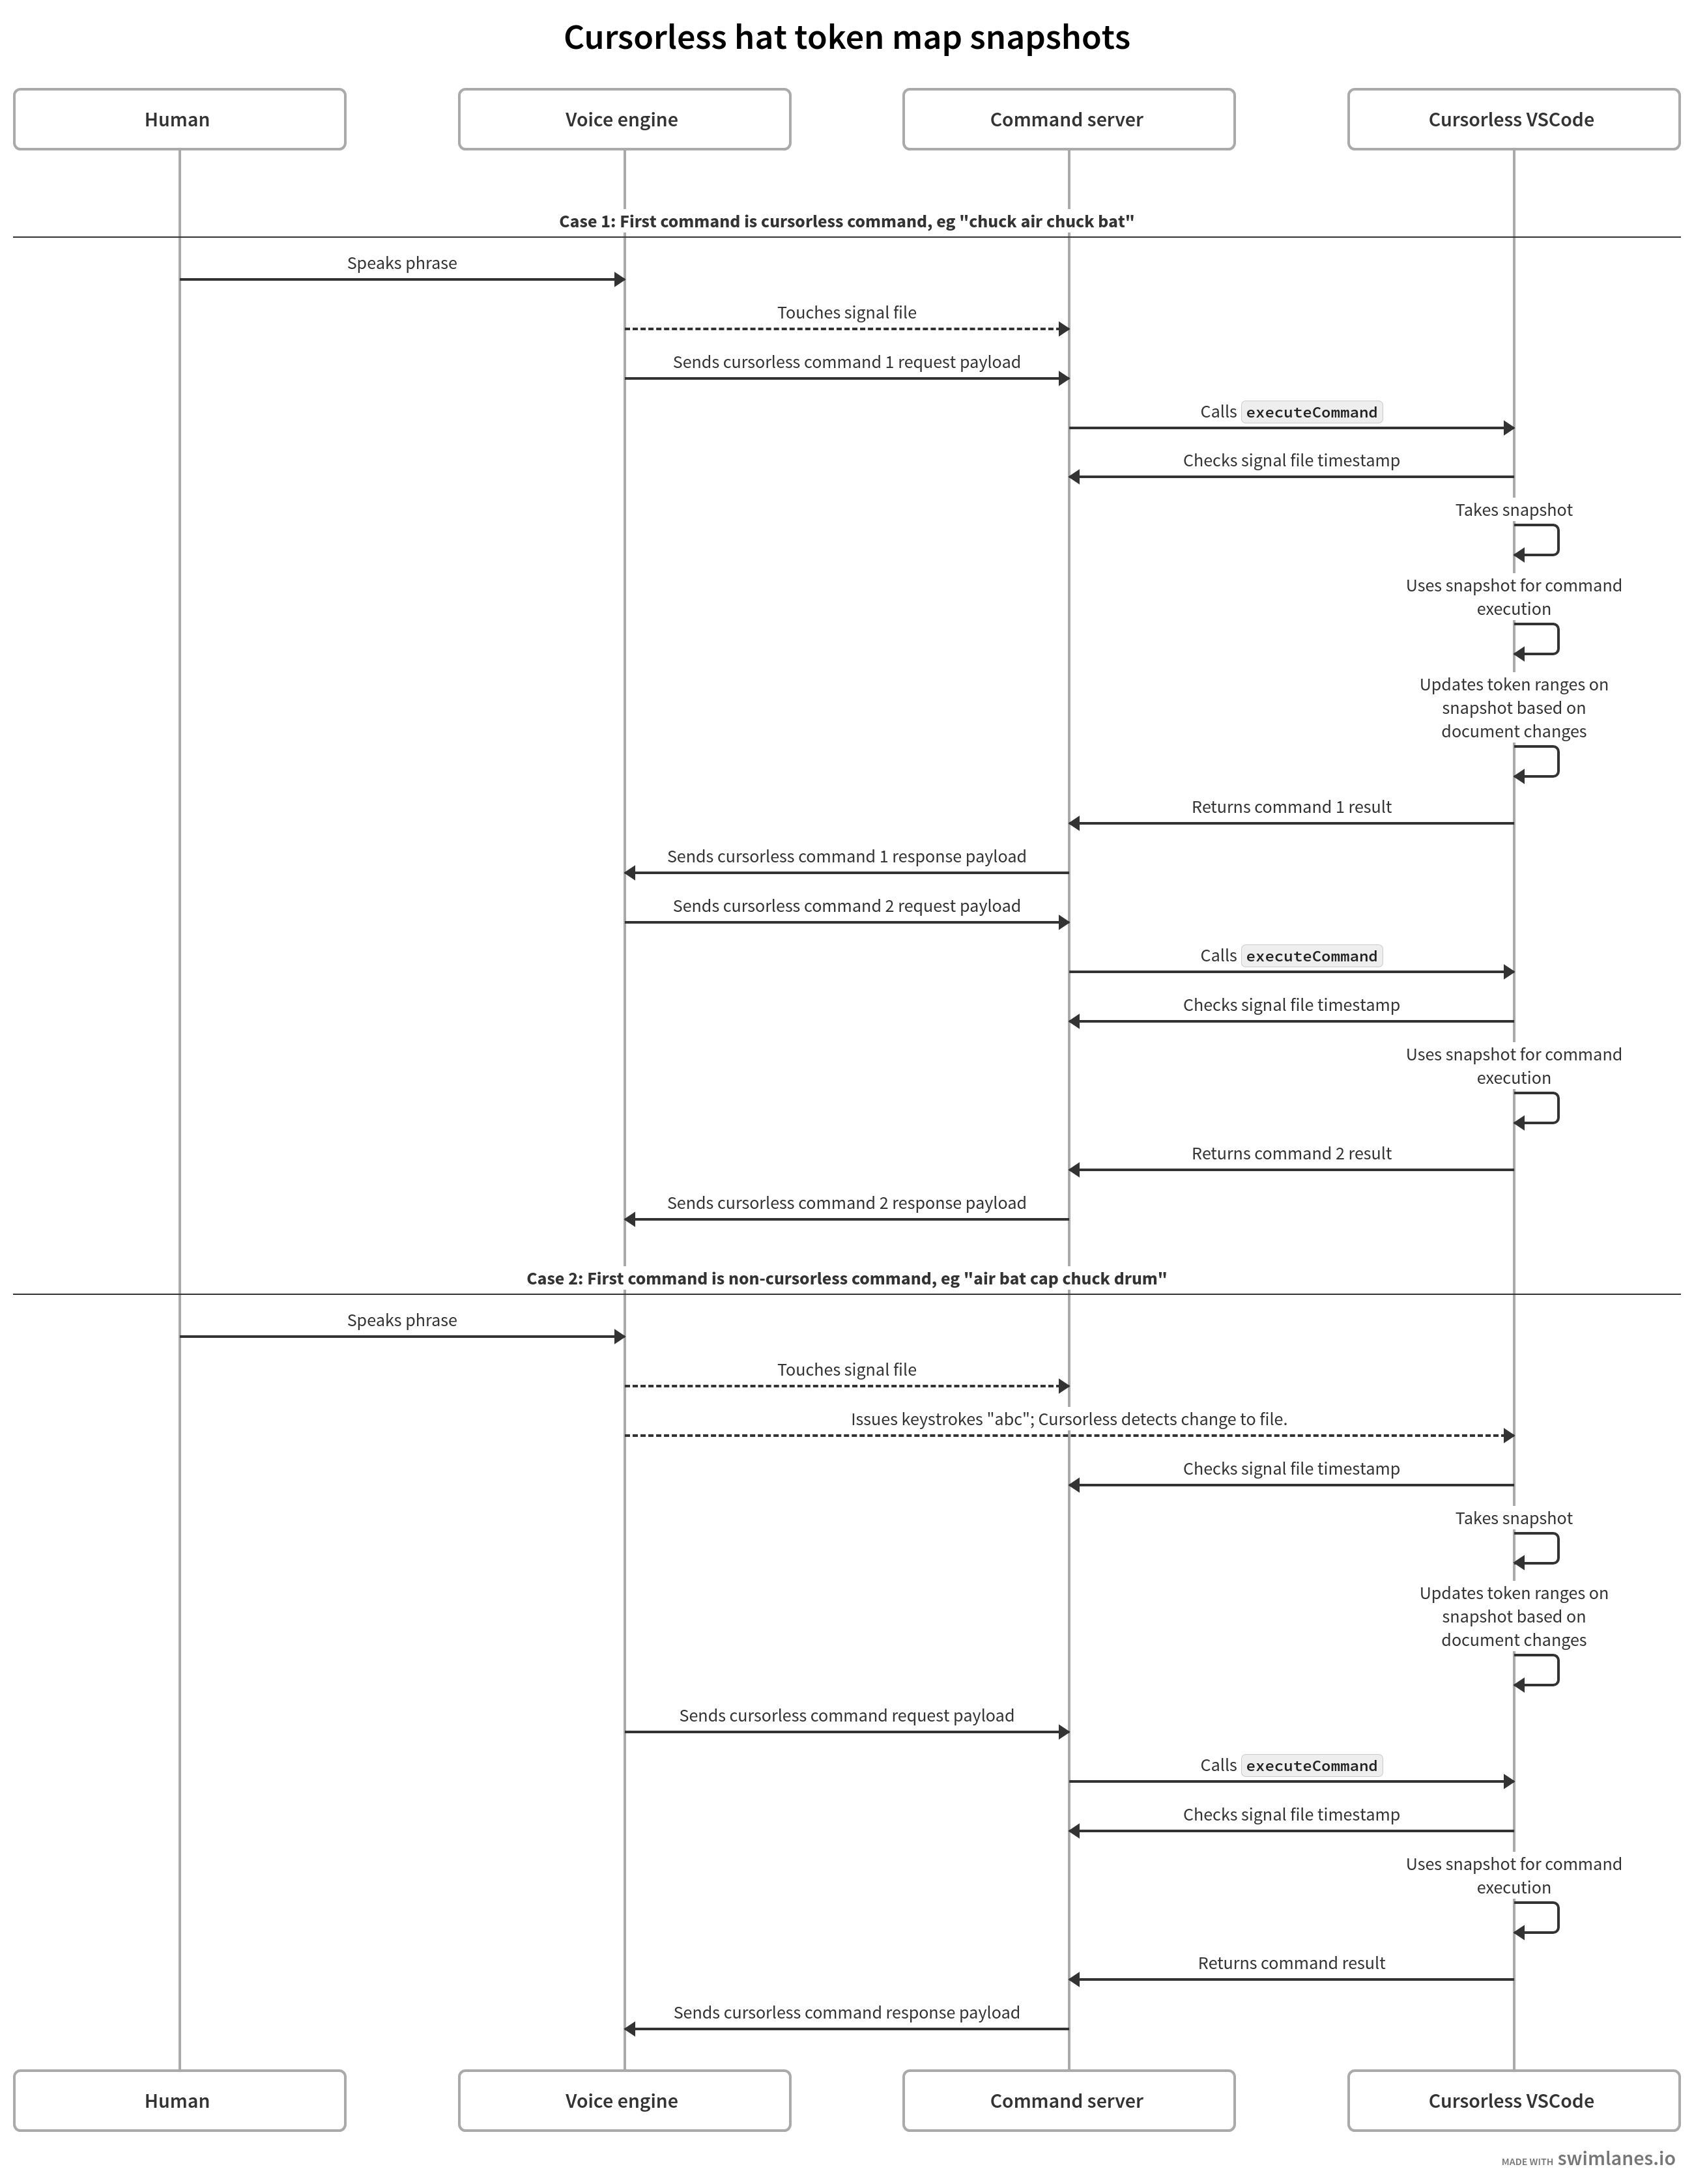 Cursorless hat token map snapshots
Human
Voice engine
Command server
Cursorless VSCode
Case 1: First command is cursorless command, eg "chuck air chuck bat"
Speaks phrase
Touches signal file
Sends cursorless command 1 request payload
Calls executeCommand
Checks signal file timestamp
Takes snapshot
Uses snapshot for command
execution
Updates token ranges on
snapshot based on
document changes
Returns command 1 result
Sends cursorless command 1 response payload
Sends cursorless command 2 request payload
Calls executeCommand
Checks signal file timestamp
Uses snapshot for command
execution
Returns command 2 result
Sends cursorless command 2 response payload
Case 2: First command is non-cursorless command, eg "air bat cap chuck drum"
Speaks phrase
Touches signal file
Issues keystrokes "abc"; Cursorless detects change to file.
Checks signal file timestamp
Takes snapshot
Updates token ranges on
snapshot based on
document changes
Sends cursorless command request payload
Calls executeCommand
Checks signal file timestamp
Uses snapshot for command
execution
Returns command result
Sends cursorless command response payload
Human
Voice engine
Command server
Cursorless VSCode
MADE WITH swimlanes.io